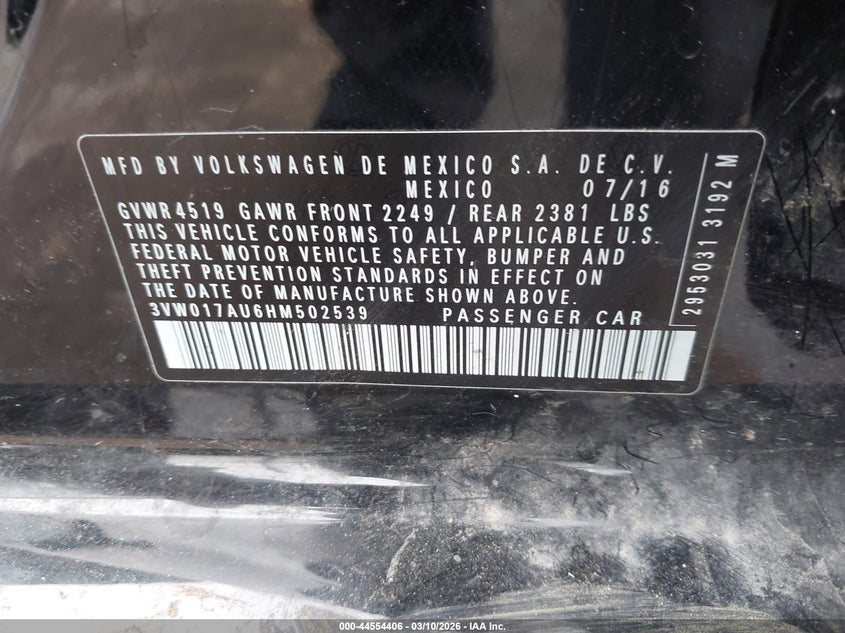 MFD BY VOLKSWAGEN DE MEXICO S.A. DE C.V.
MEXICO 07/16
GVWR 4519 GAWR FRONT 2249 / REAR 2381 LBS
THIS VEHICLE CONFORMS TO ALL APPLICABLE U.S.
FEDERAL MOTOR VEHICLE SAFETY, BUMPER AND
THEFT PREVENTION STANDARDS IN EFFECT ON
THE DATE OF MANUFACTURE SHOWN ABOVE.
3VW017AU6HM502539 PASSENGER CAR
2953031 3192 M
000-44554406 - 03/10/2026 - IAA Inc.